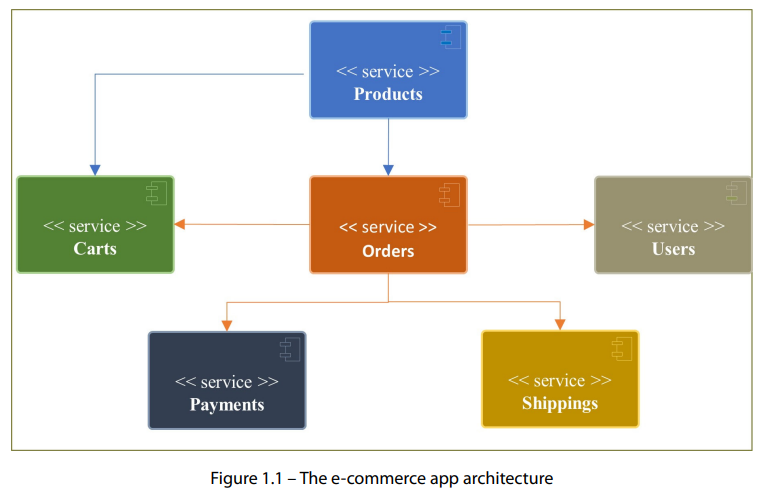 << service >>
Products
<< service >>
Carts
<< service >>
Orders
<< service >>
Users
<< service >>
Payments
<< service >>
Shippings
Figure 1.1 – The e-commerce app architecture